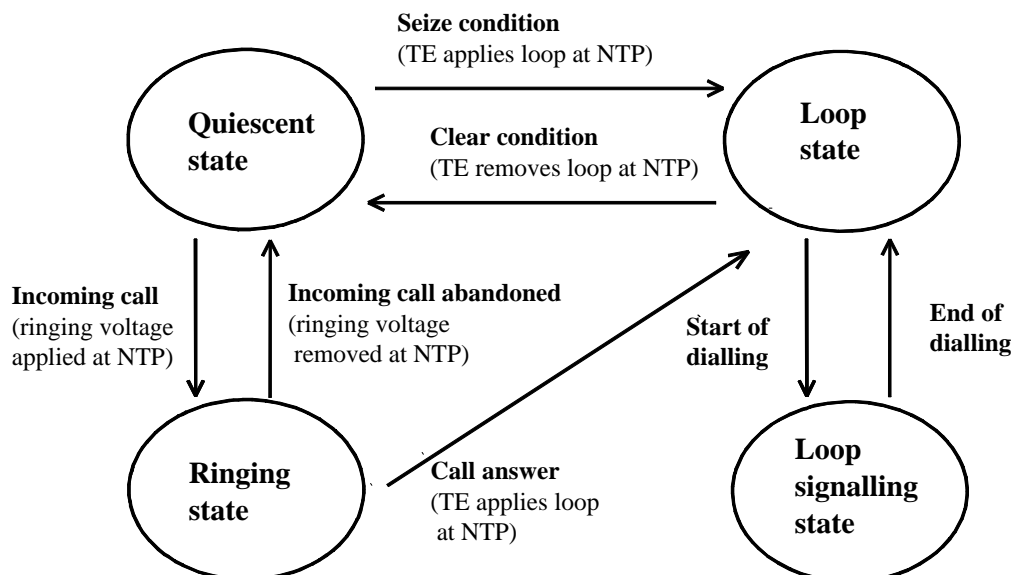 Seize condition
(TE applies loop at NTP)
Quiescent
state
Loop
state
Clear condition
(TE removes loop at NTP)
Incoming call
(ringing voltage
applied at NTP)
Incoming call abandoned
(ringing voltage
removed at NTP)
Start of
dialling
End of
dialling
Ringing
state
Call answer
(TE applies loop
at NTP)
Loop
signalling
state